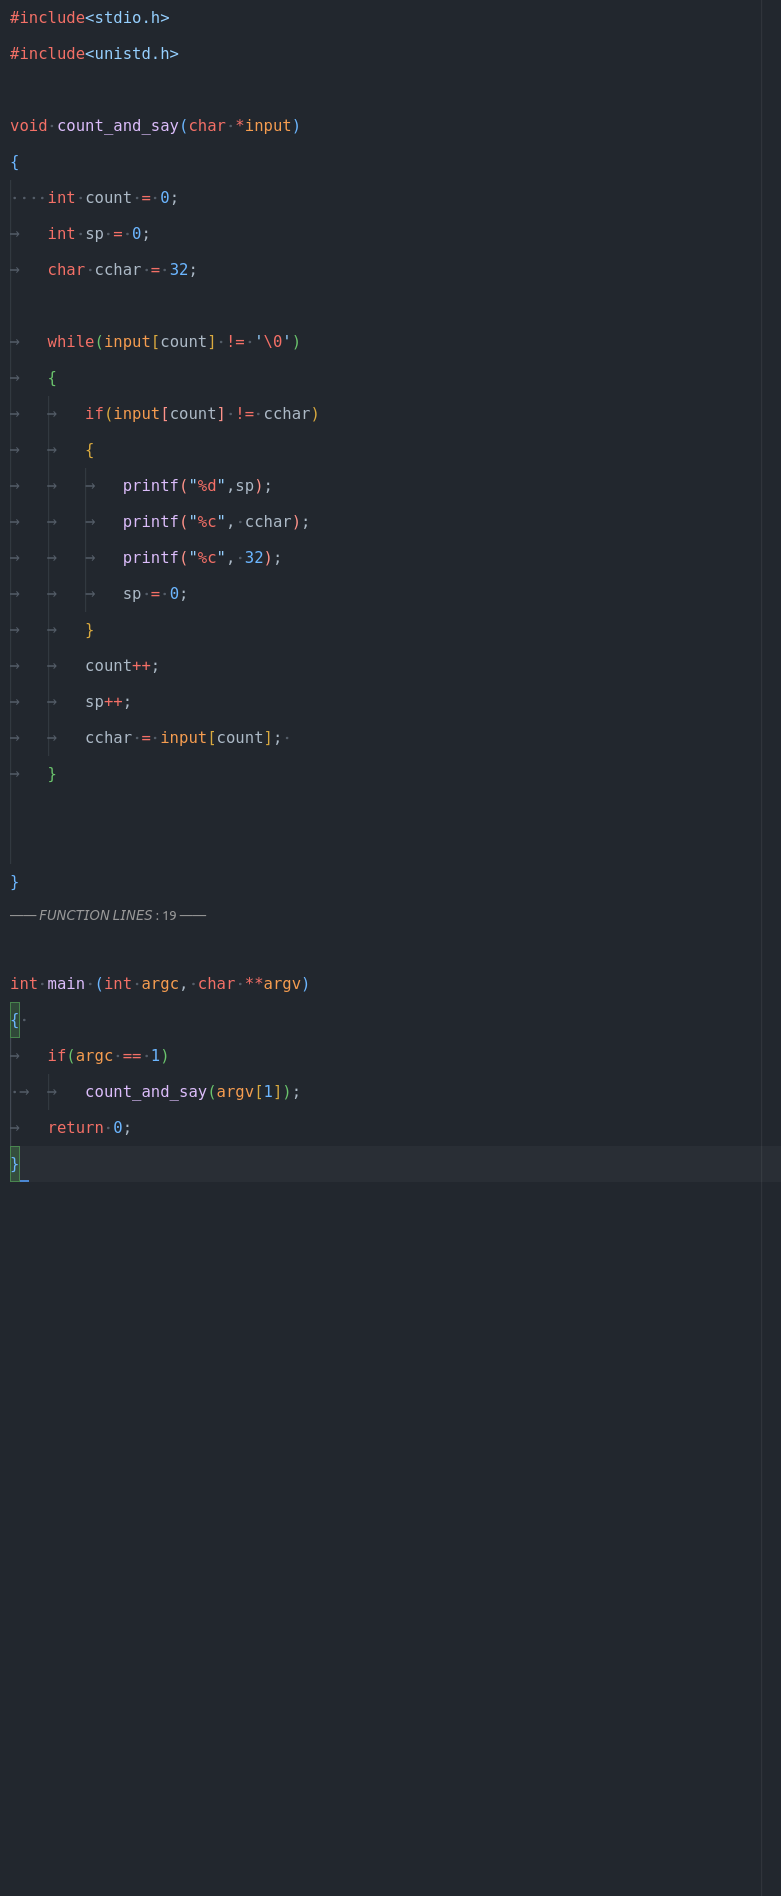 #include<stdio.h>
#include<unistd.h>
void count_and_say(char *input)
{
int count = 0;
int sp = 0;
char cchar = 32;
while(input[count] != '\0')
{
if(input[count] != cchar)
{
printf("%d",sp);
printf("%c", cchar);
printf("%c", 32);
sp = 0;
}
count++;
sp++;
cchar = input[count];
}
}
—— FUNCTION LINES : 19 ——
int main (int argc, char **argv)
{
if(argc == 1)
count_and_say(argv[1]);
return 0;
}